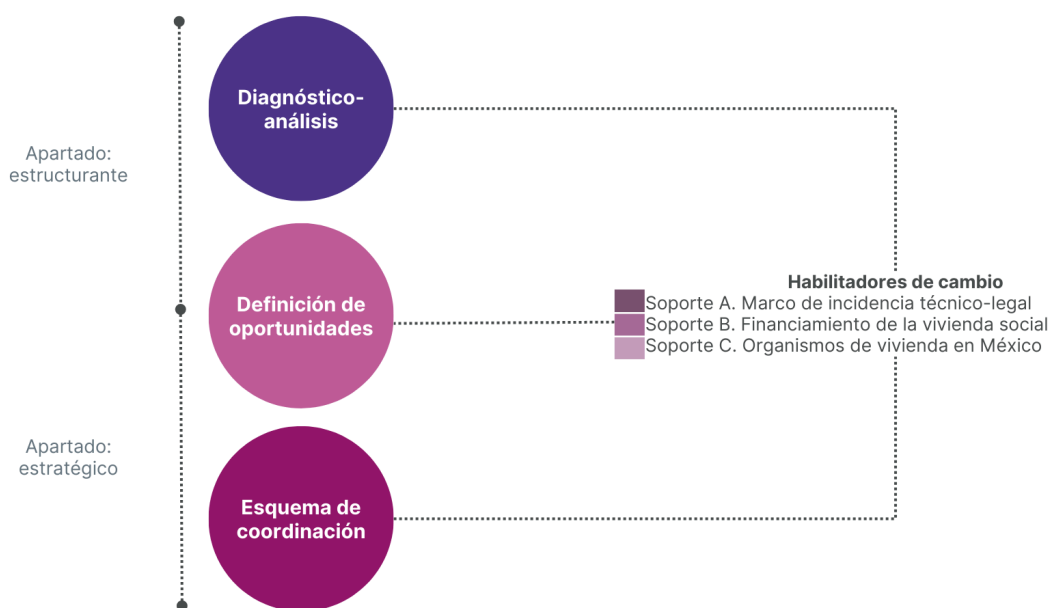 Diagnóstico-
análisis
Apartado:
estructurante
Definición de
oportunidades
Habilitadores de cambio
Soporte A. Marco de incidencia técnico-legal
Soporte B. Financiamiento de la vivienda social
Soporte C. Organismos de vivienda en México
Apartado:
estratégico
Esquema de
coordinación